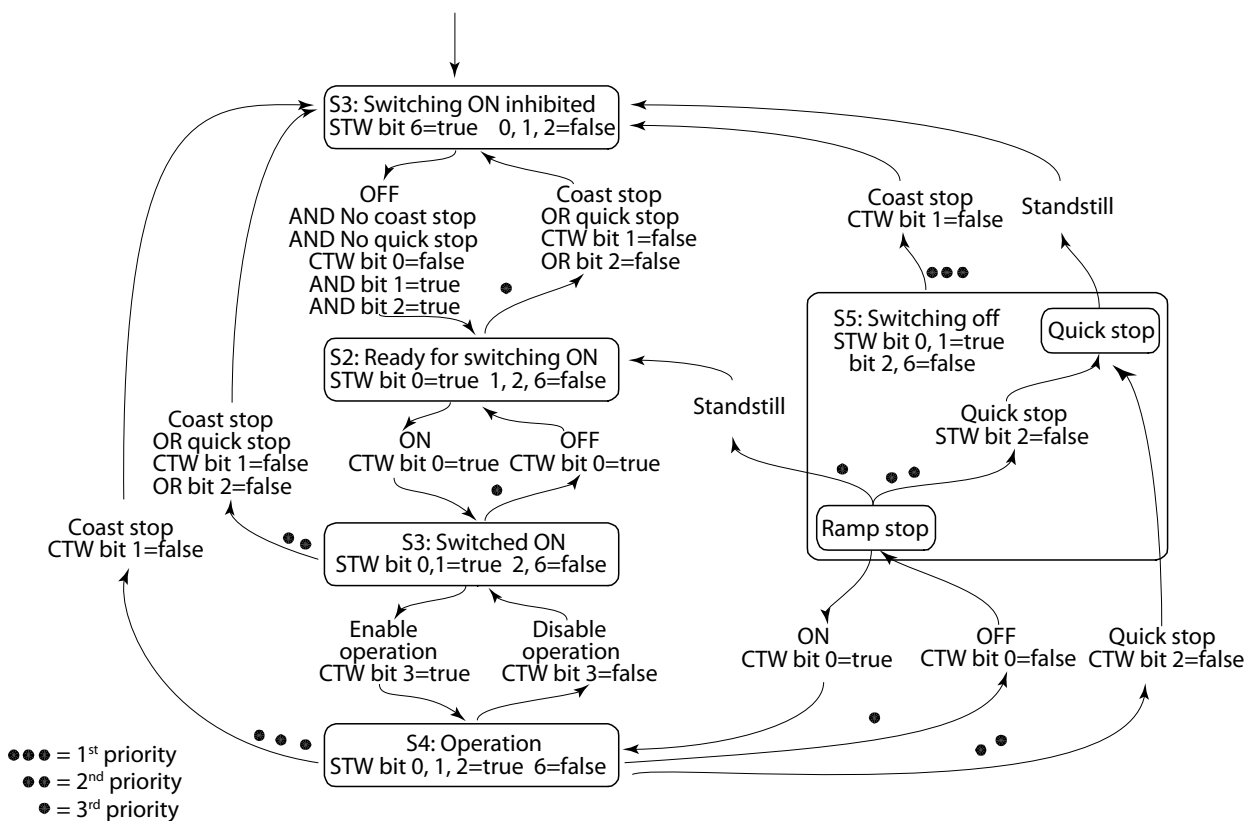 S3: Switching ON inhibited
STW bit 6=true 0, 1, 2=false
OFF
AND No coast stop
AND No quick stop
CTW bit 0=false
AND bit 1=true
AND bit 2=true
Coast stop
OR quick stop
CTW bit 1=false
OR bit 2=false
Coast stop
CTW bit 1=false
Standstill
S2: Ready for switching ON
STW bit 0=true 1, 2, 6=false
S5: Switching off
STW bit 0, 1=true
bit 2, 6=false
Quick stop
Standstill
Quick stop
STW bit 2=false
Coast stop
OR quick stop
CTW bit 1=false
OR bit 2=false
ON
CTW bit 0=true
OFF
CTW bit 0=true
Ramp stop
Coast stop
CTW bit 1=false
S3: Switched ON
STW bit 0,1=true 2, 6=false
Enable
operation
CTW bit 3=true
Disable
operation
CTW bit 3=false
ON
CTW bit 0=true
OFF
CTW bit 0=false
Quick stop
CTW bit 2=false
S4: Operation
STW bit 0, 1, 2=true 6=false
= 1st priority
= 2nd priority
= 3rd priority